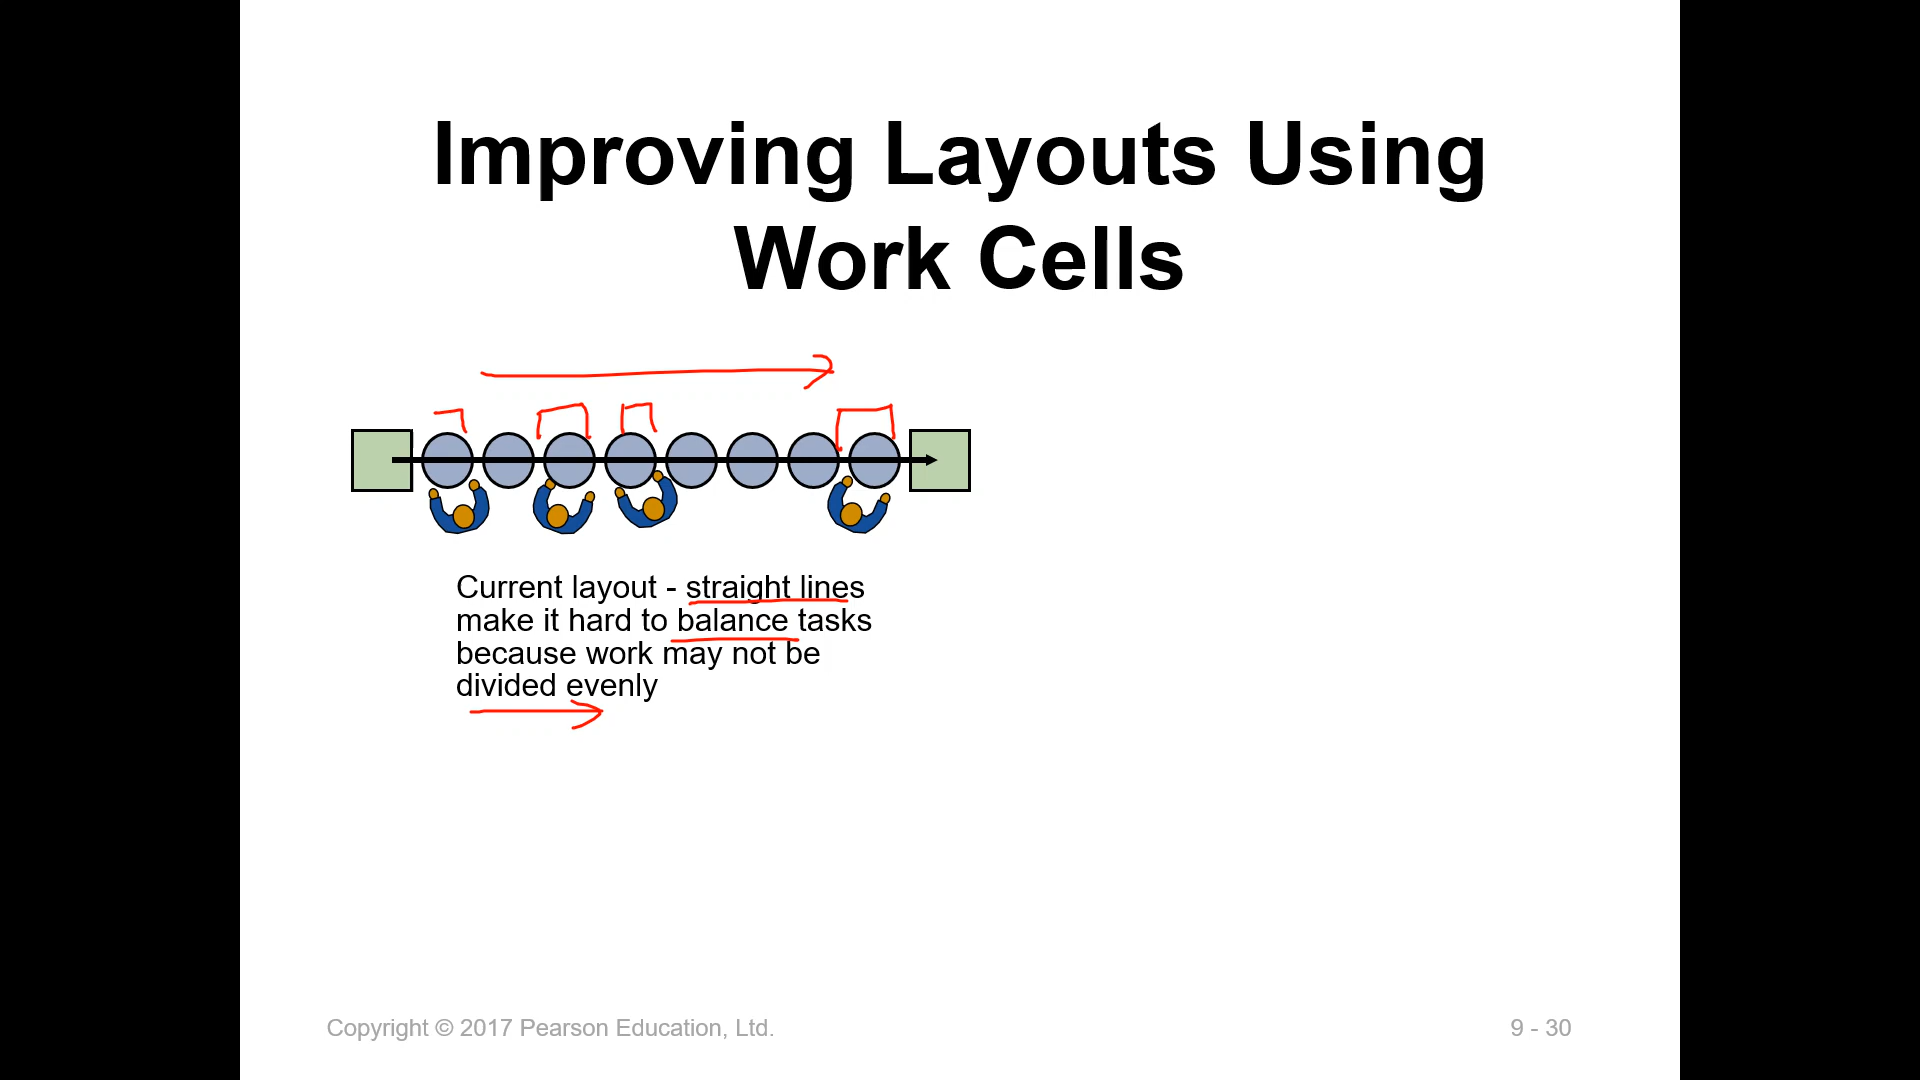 Improving Layouts Using
Work Cells
Current layout - straight lines
make it hard to balance tasks
because work may not be
divided evenly
Copyright © 2017 Pearson Education, Ltd.
9 - 30